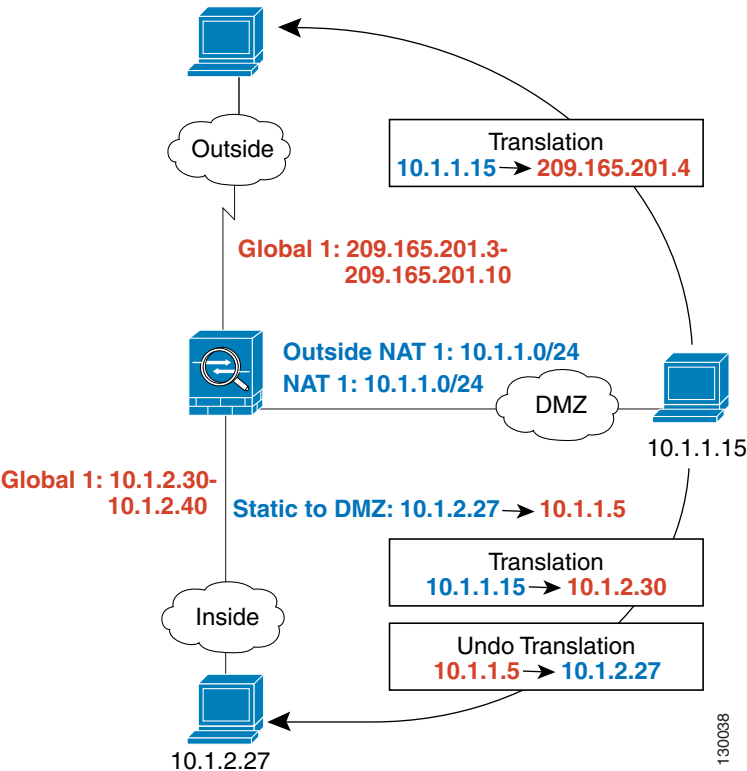 Outside
Translation
10.1.1.15 209.165.201.4
Global 1: 209.165.201.3-
209.165.201.10
Outside NAT 1: 10.1.1.0/24
NAT 1: 10.1.1.0/24
DMZ
10.1.1.15
Global 1: 10.1.2.30-
10.1.2.40
Static to DMZ: 10.1.2.27 10.1.1.5
Translation
10.1.1.15 10.1.2.30
Inside
Undo Translation
10.1.1.5 10.1.2.27
10.1.2.27
130038